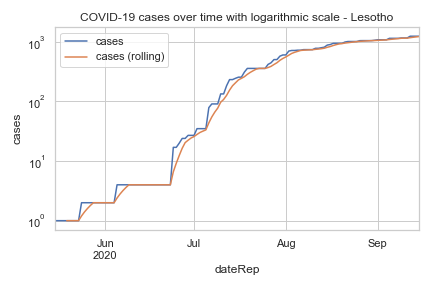 COVID-19 cases over time with logarithmic scale - Lesotho
cases
cases (rolling)
10³
10²
10¹
10⁰
cases
Jun
2020
Jul
Aug
Sep
dateRep